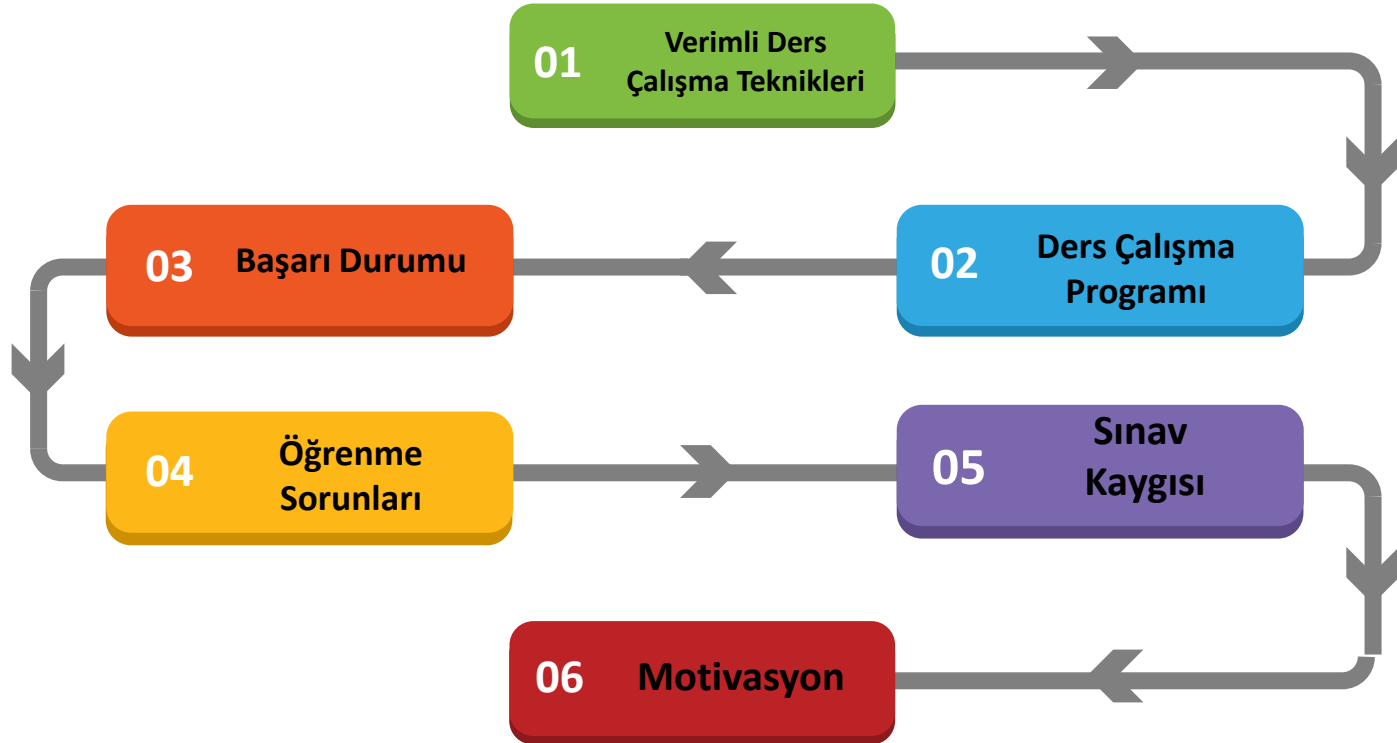 01
Verimli Ders
Çalışma Teknikleri
02
Ders Çalışma
Programı
03
Başarı Durumu
04
Öğrenme
Sorunları
05
Sınav
Kaygısı
06
Motivasyon